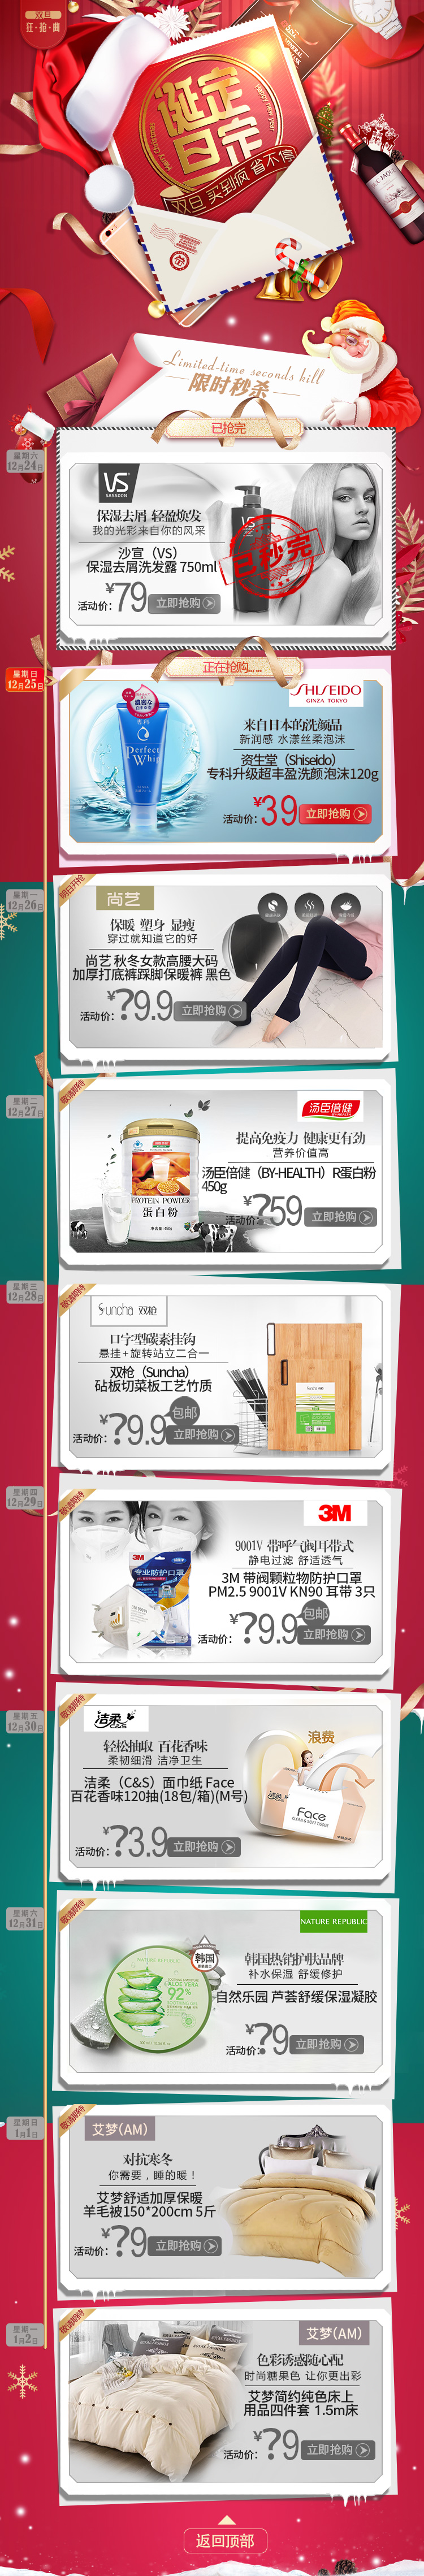 双旦
狂·抢·购
诞定
旦定
Merry Christmas
Happy new year
双旦 买到疯 省不停
Limited-time seconds kill
限时秒杀
已抢完
星期六
12月24日
VS
SASSOON
保湿去屑 轻盈焕发
我的光彩来自你的风采
沙宣（VS）
保湿去屑洗发露 750ml
活动价：¥79 立即抢购
已秒完
正在抢购……
星期日
12月25日
SHISEIDO
GINZA TOKYO
Perfect
Whip
来自日本的洗颜品
新润感 水漾丝柔泡沫
资生堂（Shiseido）
专科升级超丰盈洗颜泡沫120g
活动价：¥39 立即抢购
星期一
12月26日
明日开抢
尚艺
保暖 塑身 显瘦
穿过就知道它的好
尚艺 秋冬女款高腰大码
加厚打底裤踩脚保暖裤 黑色
活动价：¥?9.9 立即抢购
星期二
12月27日
敬请期待
汤臣倍健
PROTEIN POWDER
蛋白粉
提高免疫力 健康更有劲
营养价值高
汤臣倍健（BY-HEALTH）R蛋白粉
450g
活动价：¥?59 立即抢购
星期三
12月28日
敬请期待
Suncha 双枪
口字型碳素挂钩
悬挂+旋转站立二合一
双枪（Suncha）
砧板切菜板工艺竹质
包邮
活动价：¥?9.9 立即抢购
星期四
12月29日
敬请期待
3M
3M
专业防护口罩
9001V 带呼气阀耳带式
静电过滤 舒适透气
3M 带阀颗粒物防护口罩
PM2.5 9001V KN90 耳带 3只
包邮
活动价：¥?9.9 立即抢购
星期五
12月30日
敬请期待
洁柔
C&S
轻松抽取 百花香味
柔韧细滑 洁净卫生
洁柔（C&S）面巾纸 Face
百花香味120抽(18包/箱)(M号)
活动价：¥?3.9 立即抢购
浪费
洁柔
Face
星期六
12月31日
敬请期待
NATURE REPUBLIC
NATURE REPUBLIC
ALOE VERA
92%
韩国
韩国热销护肤品牌
补水保湿 舒缓修护
自然乐园 芦荟舒缓保湿凝胶
活动价：¥?9 立即抢购
星期日
1月1日
敬请期待
艾梦(AM)
对抗寒冬
你需要，睡的暖！
艾梦舒适加厚保暖
羊毛被150*200cm 5斤
活动价：¥?9 立即抢购
星期一
1月2日
敬请期待
艾梦(AM)
色彩诱惑随心配
时尚糖果色 让你更出彩
艾梦简约纯色床上
用品四件套 1.5m床
活动价：¥?9 立即抢购
返回顶部